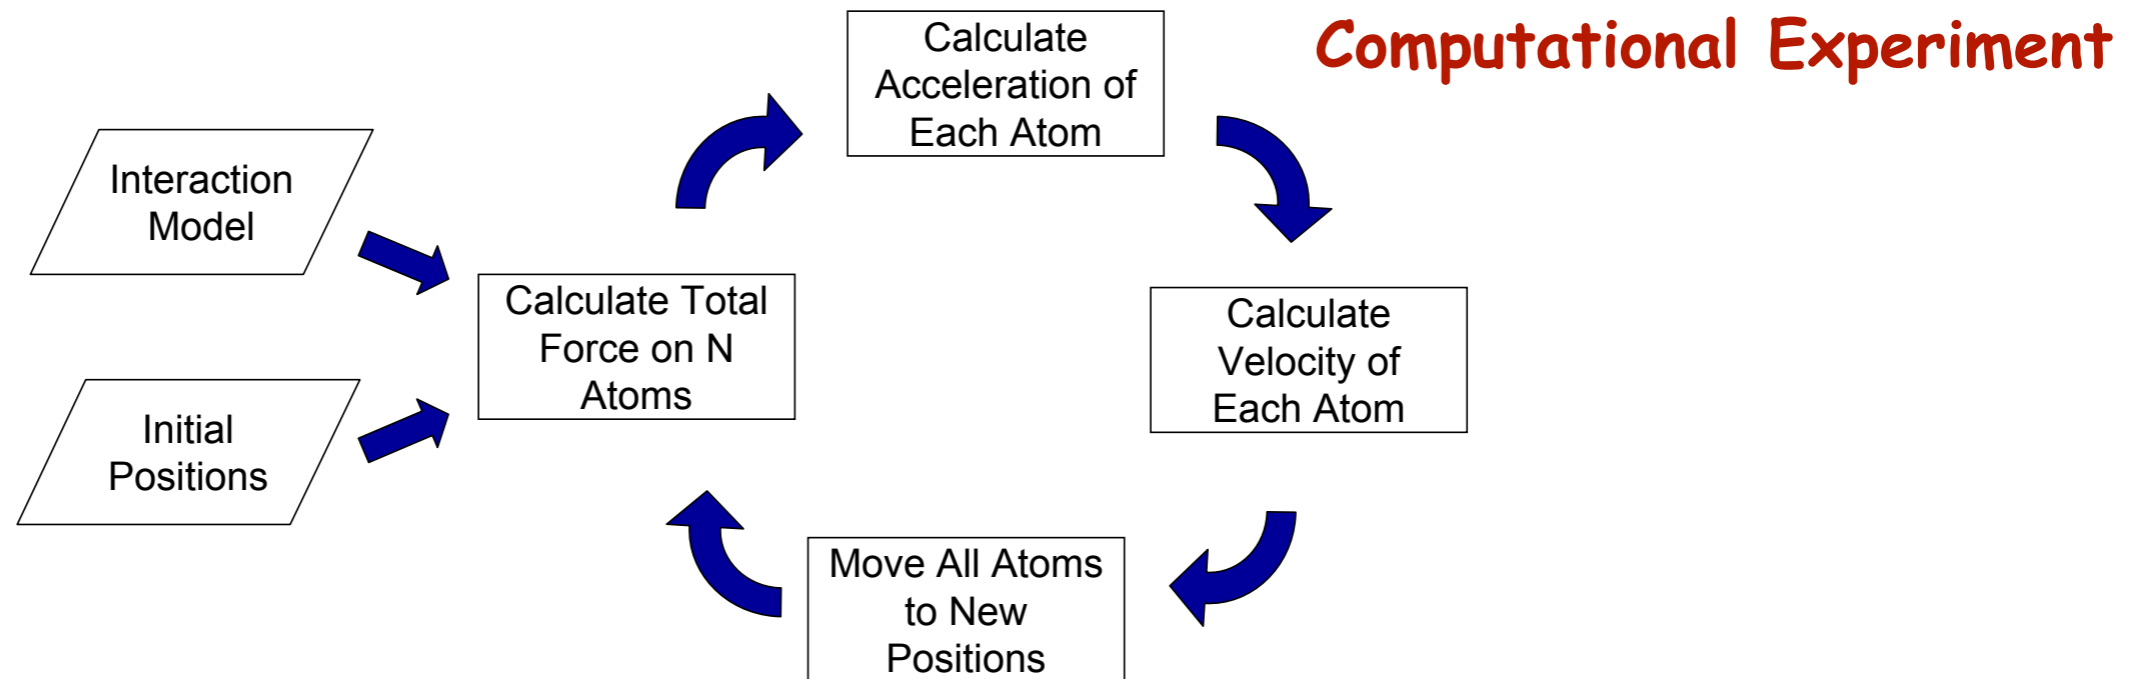 Computational Experiment
Calculate
Acceleration of
Each Atom
Interaction
Model
Calculate Total
Force on N
Atoms
Calculate
Velocity of
Each Atom
Initial
Positions
Move All Atoms
to New
Positions